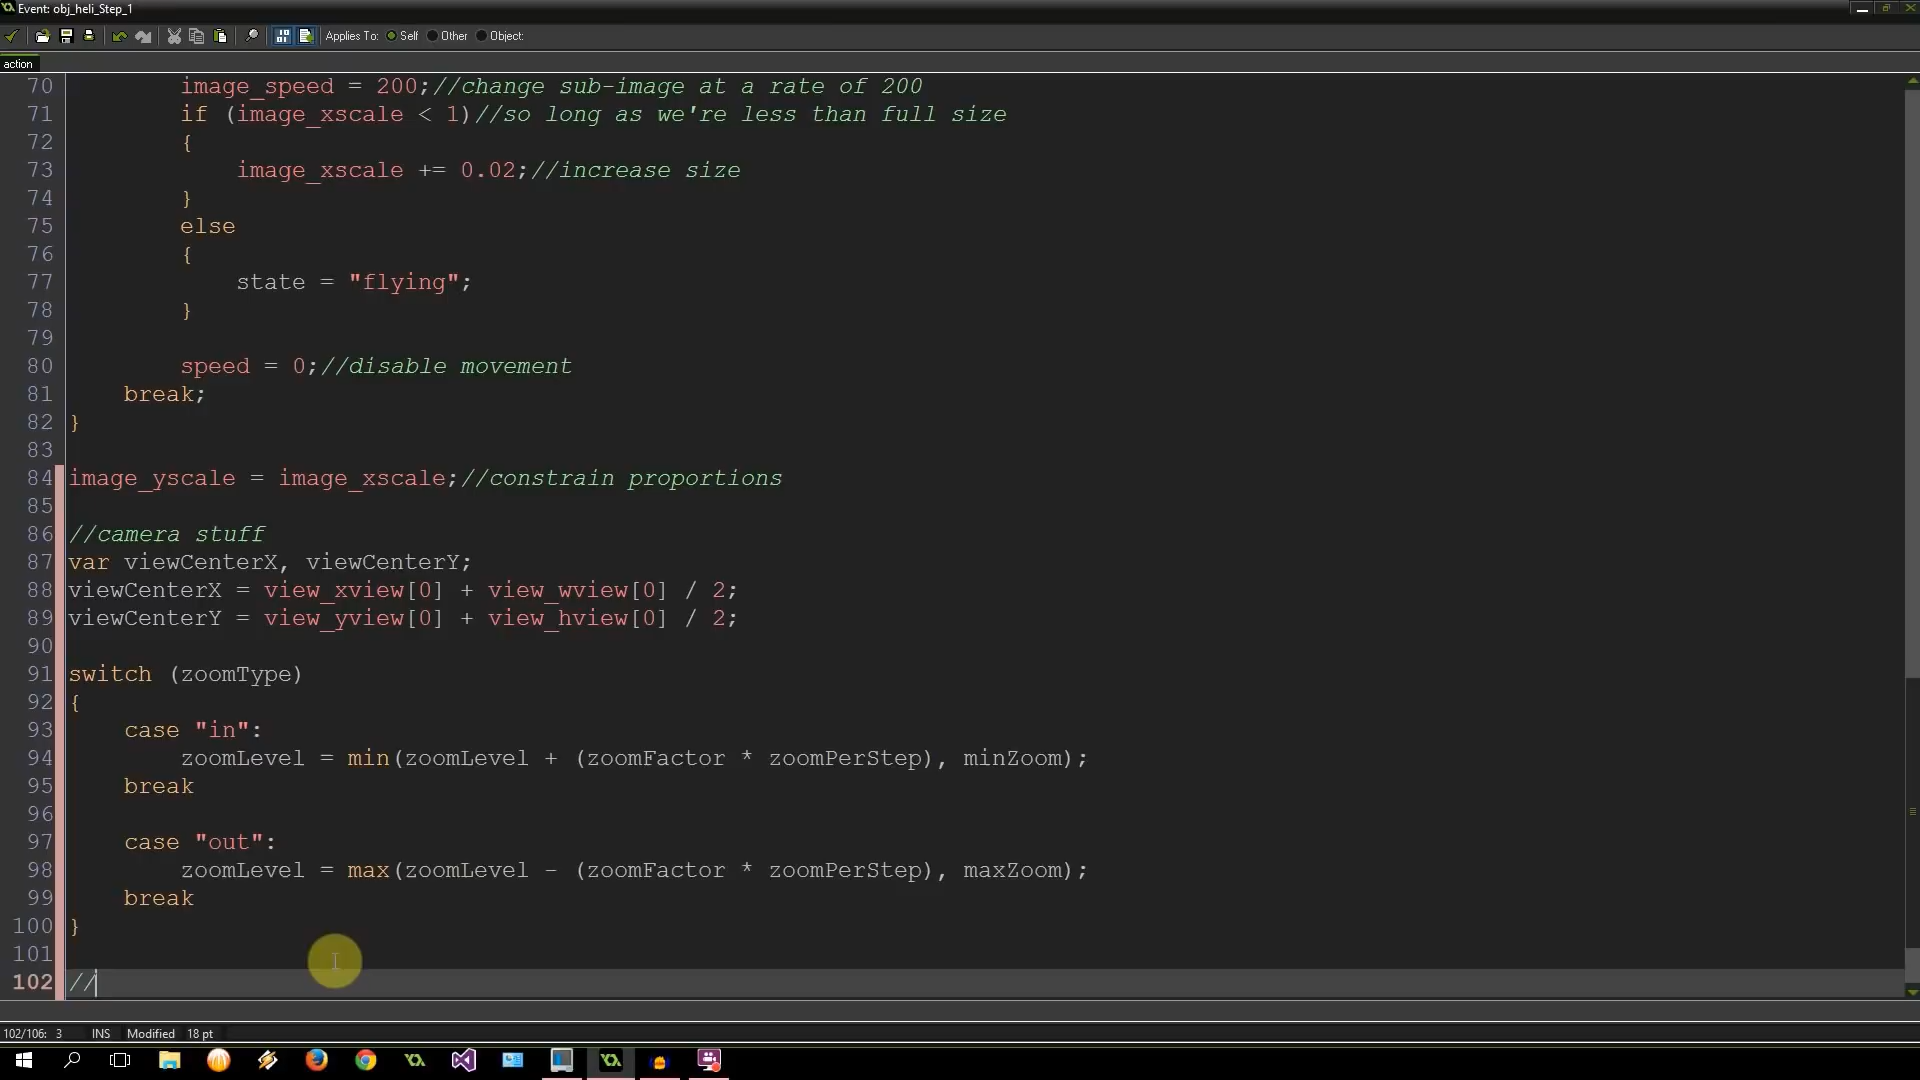 Event: obj_heli_Step_1
Applies To: Self Other Object:
action
70 image_speed = 200;//change sub-image at a rate of 200
71 if (image_xscale < 1)//so long as we're less than full size
72 {
73 image_xscale += 0.02;//increase size
74 }
75 else
76 {
77 state = "flying";
78 }
79
80 speed = 0;//disable movement
81 break;
82 }
83
84 image_yscale = image_xscale;//constrain proportions
85
86 //camera stuff
87 var viewCenterX, viewCenterY;
88 viewCenterX = view_xview[0] + view_wview[0] / 2;
89 viewCenterY = view_yview[0] + view_hview[0] / 2;
90
91 switch (zoomType)
92 {
93 case "in":
94 zoomLevel = min(zoomLevel + (zoomFactor * zoomPerStep), minZoom);
95 break
96
97 case "out":
98 zoomLevel = max(zoomLevel - (zoomFactor * zoomPerStep), maxZoom);
99 break
100 }
101
102 //
102/106: 3 INS Modified 18 pt